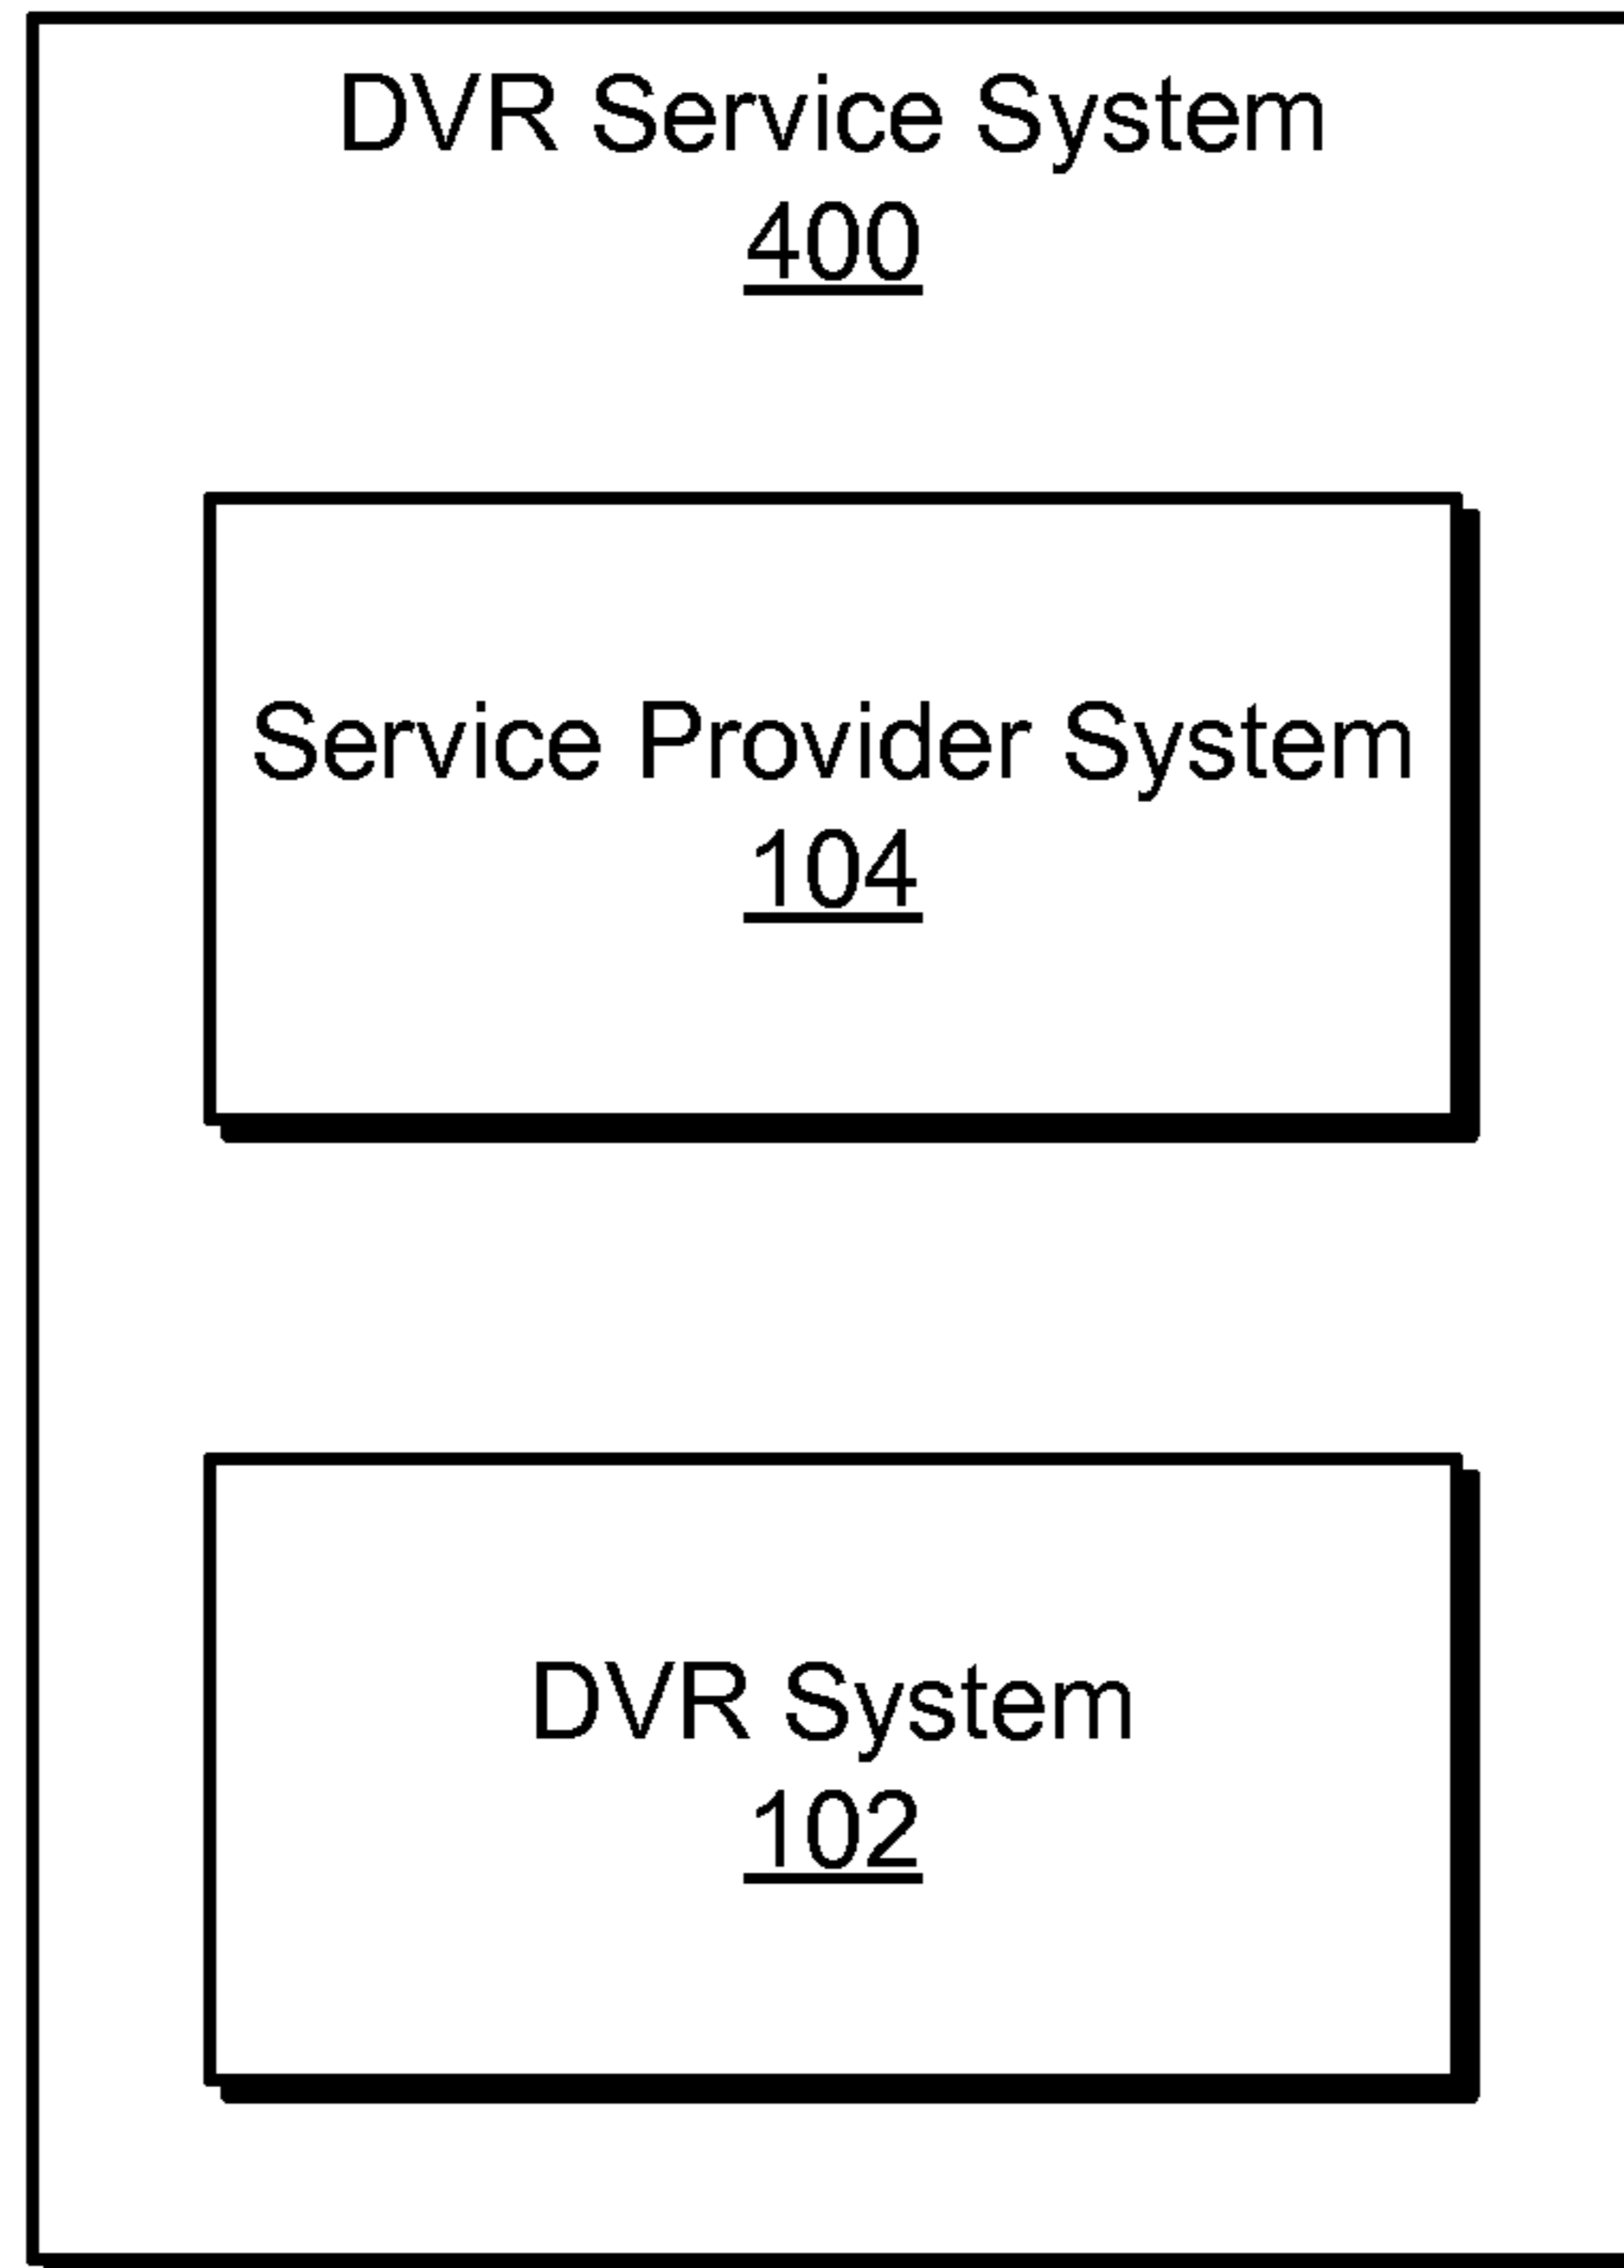 DVR Service System
400
Service Provider System
104
DVR System
102